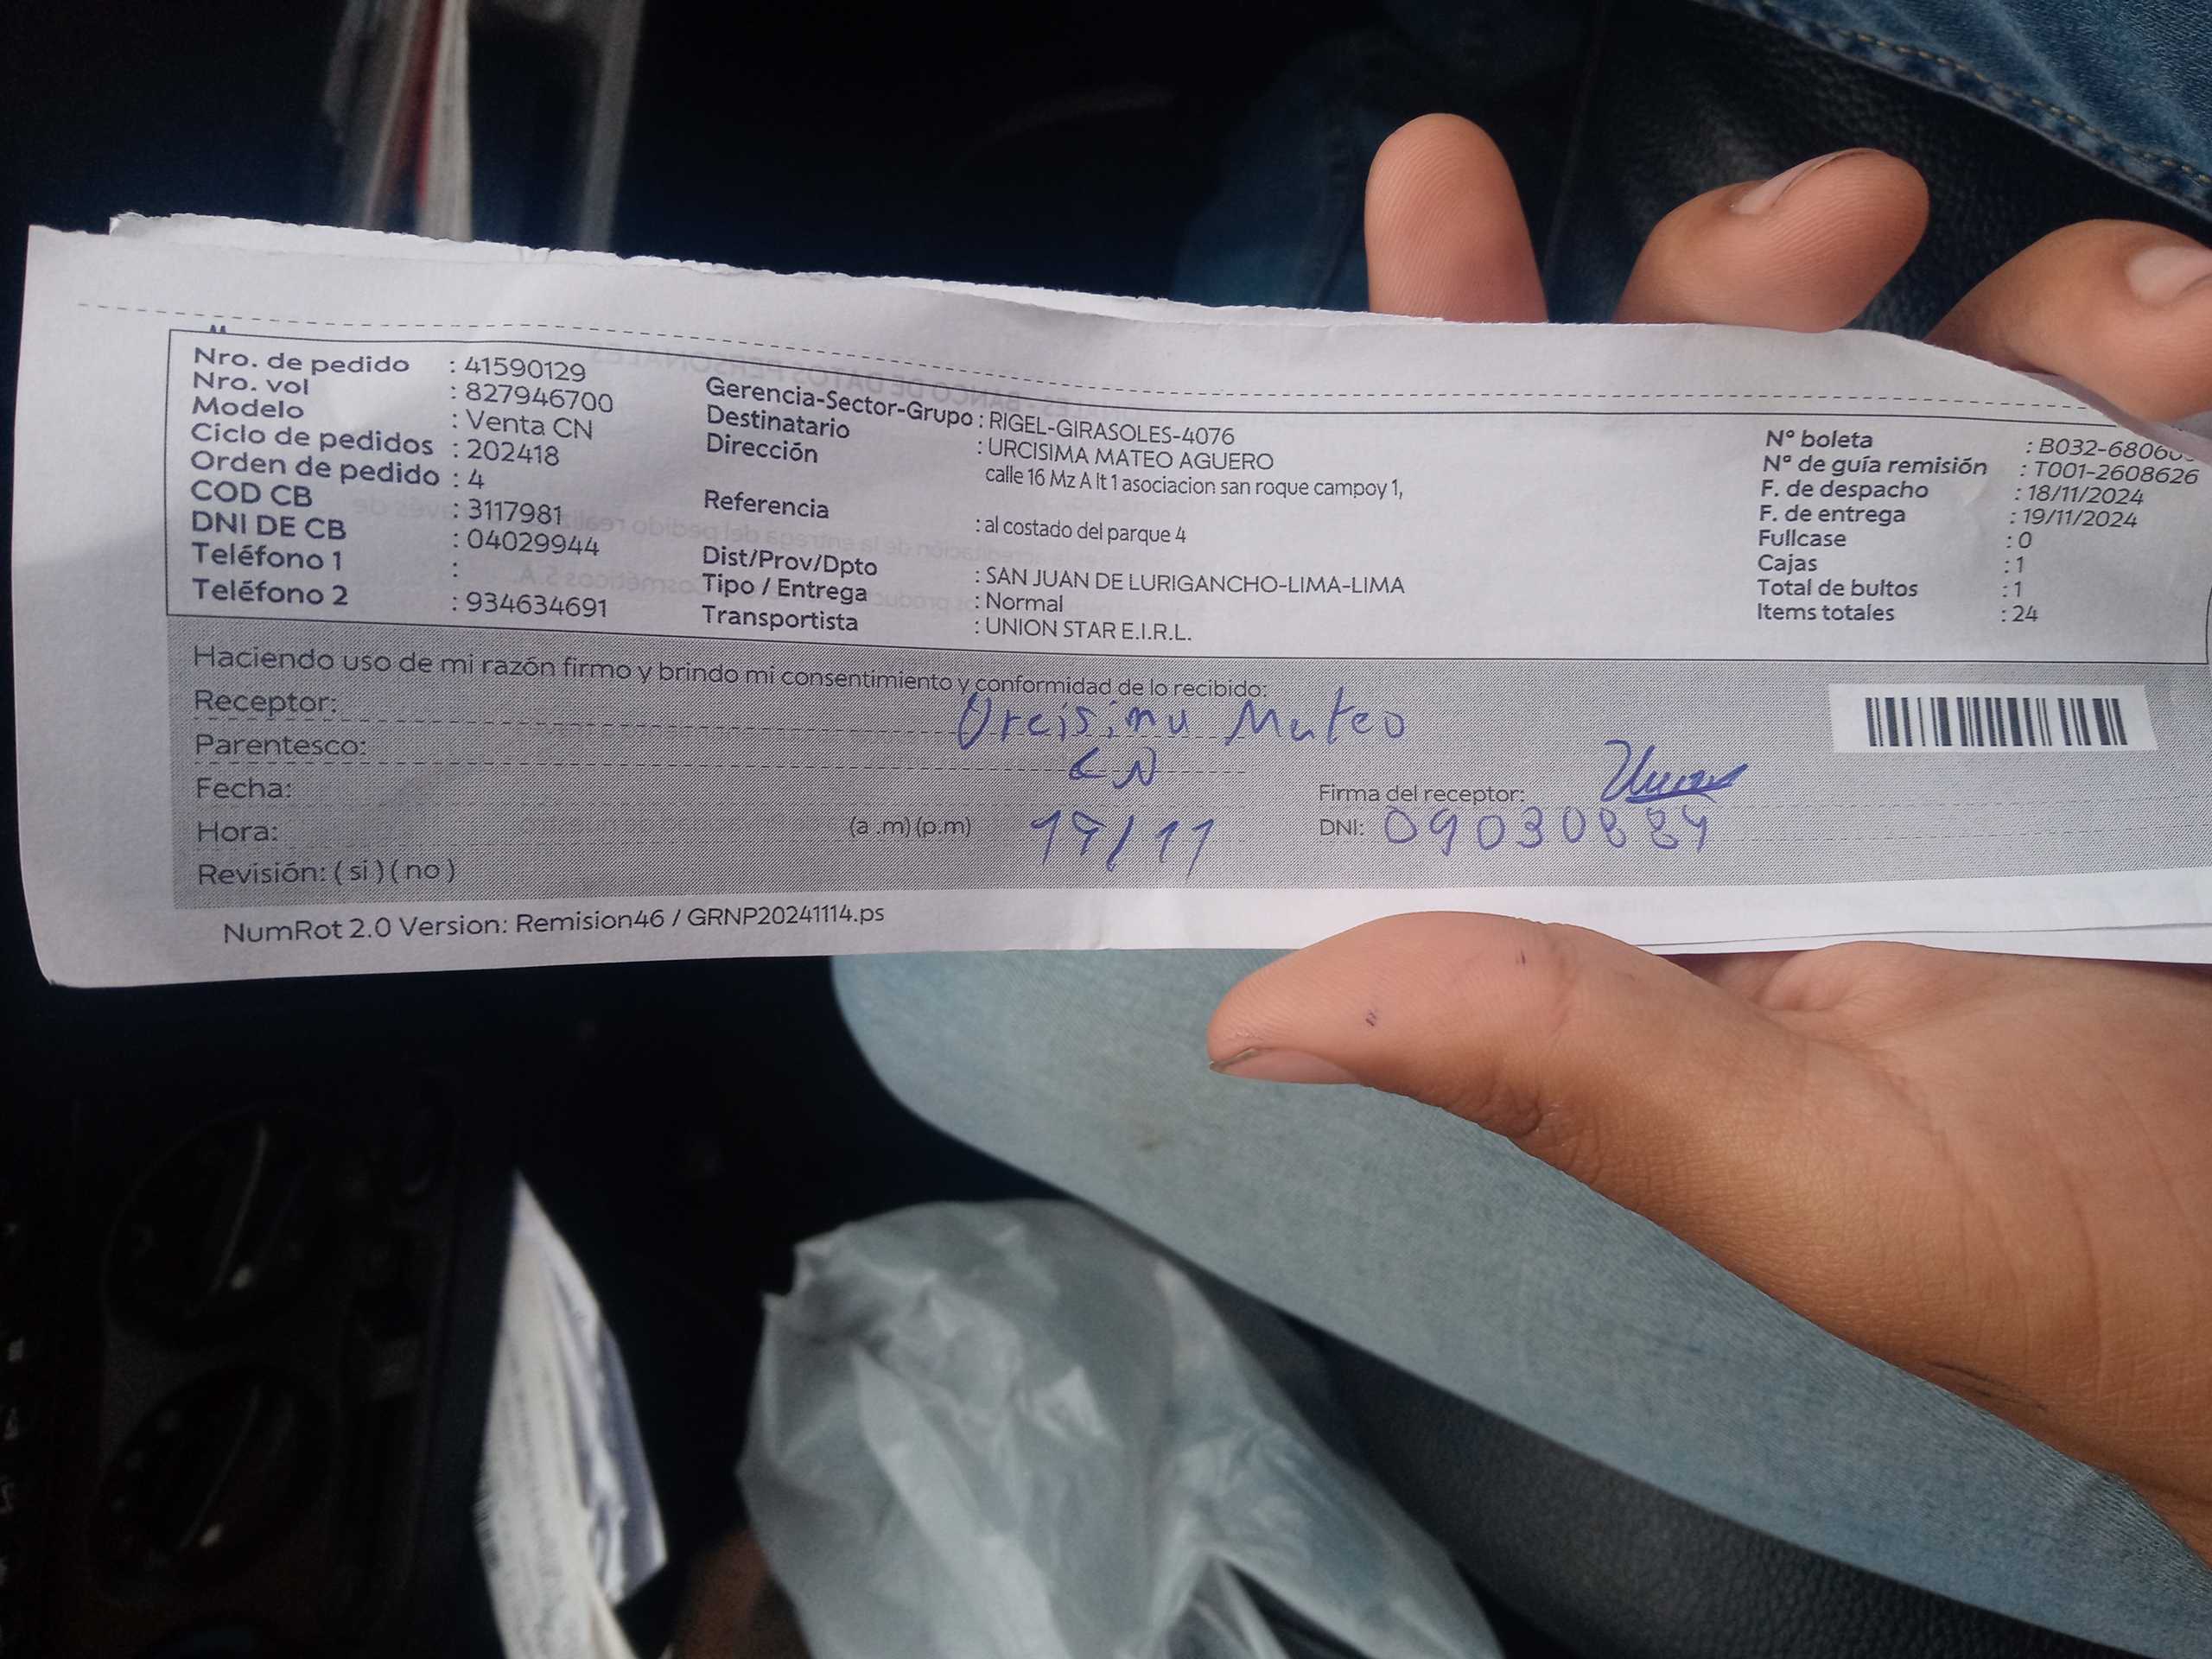 Nro. de pedido : 41590129
Nro. vol : 827946700
Modelo : Venta CN
Ciclo de pedidos : 202418
Orden de pedido : 4
COD CB : 3117981
DNI DE CB : 04029944
Teléfono 1 :
Teléfono 2 : 934634691
Gerencia-Sector-Grupo : RIGEL-GIRASOLES-4076
Destinatario : URCISIMA MATEO AGUERO
Dirección calle 16 Mz A lt 1 asociacion san roque campoy 1,
Referencia : al costado del parque 4
Dist/Prov/Dpto : SAN JUAN DE LURIGANCHO-LIMA-LIMA
Tipo / Entrega : Normal
Transportista : UNION STAR E.I.R.L.
N° boleta : B032-6806
N° de guía remisión : T001-2608626
F. de despacho : 18/11/2024
F. de entrega : 19/11/2024
Fullcase : 0
Cajas : 1
Total de bultos : 1
Items totales : 24
Haciendo uso de mi razón firmo y brindo mi consentimiento y conformidad de lo recibido:
Receptor: Urcisinu Mateo
Parentesco: CN
Fecha:
Firma del receptor:
Hora: (a .m) (p.m) 19/11
DNI: 09030884
Revisión: ( si ) ( no )
NumRot 2.0 Version: Remision46 / GRNP20241114.ps